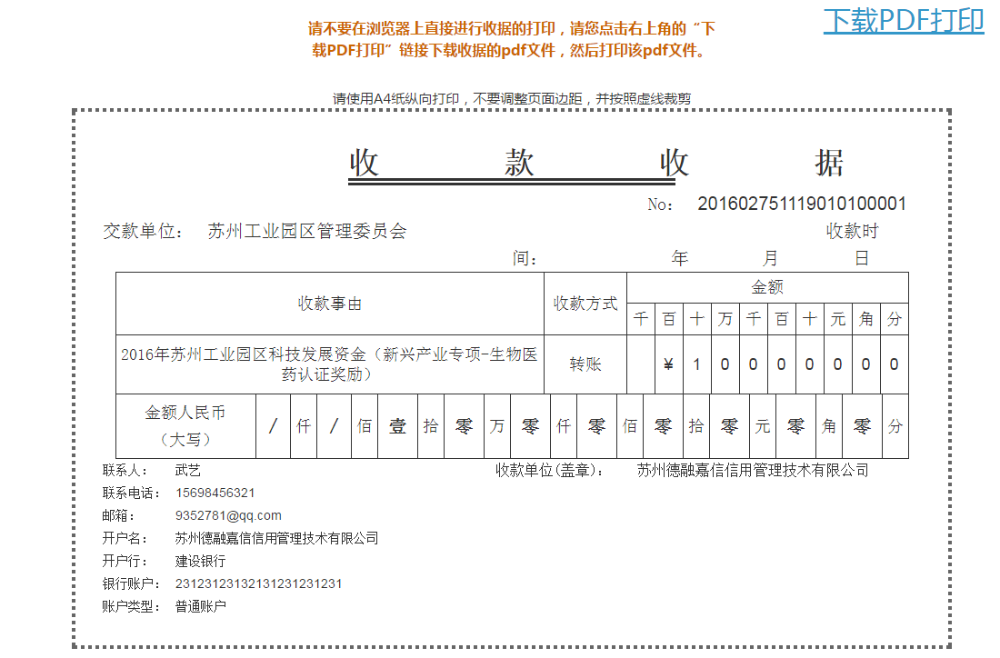 下载PDF打印
请不要在浏览器上直接进行收据的打印，请您点击右上角的“下
载PDF打印”链接下载收据的pdf文件，然后打印该pdf文件。
请使用A4纸纵向打印，不要调整页面边距，并按照虚线裁剪
收 款 收 据
No： 201602751119010100001
交款单位： 苏州工业园区管理委员会 收款时
间： 年 月 日
收款事由 收款方式 金额
千 百 十 万 千 百 十 元 角 分
2016年苏州工业园区科技发展资金（新兴产业专项-生物医
药认证奖励）
转账 ¥ 1 0 0 0 0 0 0 0
金额人民币
（大写）
/ 仟 / 佰 壹 拾 零 万 零 仟 零 佰 零 拾 零 元 零 角 零 分
联系人： 武艺 收款单位(盖章)： 苏州德融嘉信信用管理技术有限公司
联系电话： 15698456321
邮箱： 9352781@qq.com
开户名： 苏州德融嘉信信用管理技术有限公司
开户行： 建设银行
银行账户： 23123123132131231231231
账户类型： 普通账户